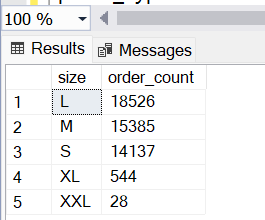 100 %
Results Messages
size order_count
1 L 18526
2 M 15385
3 S 14137
4 XL 544
5 XXL 28